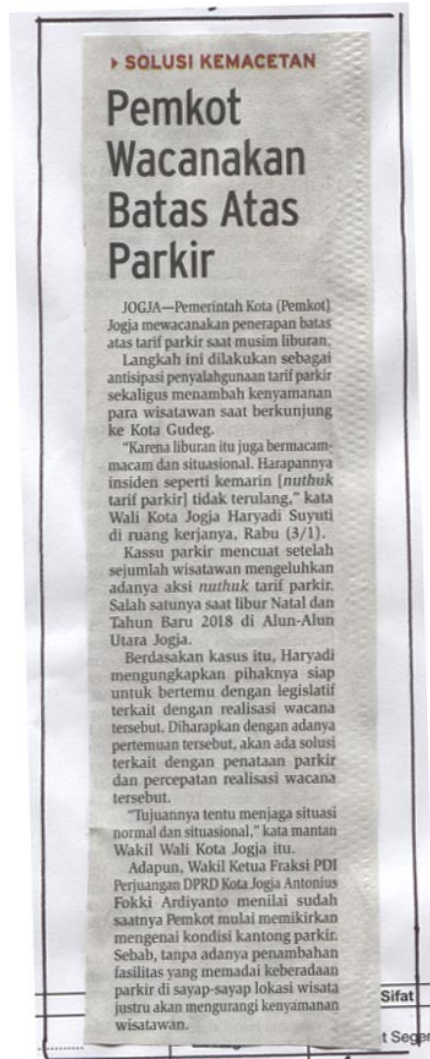 SOLUSI KEMACETAN
Pemkot
Wacanakan
Batas Atas
Parkir
JOGJA—Pemerintah Kota (Pemkot)
Jogja mewacanakan penerapan batas
atas tarif parkir saat musim liburan.
Langkah ini dilakukan sebagai
antisipasi penyalahgunaan tarif parkir
sekaligus menambah kenyamanan
para wisatawan saat berkunjung
ke Kota Gudeg.
"Karena liburan itu juga bermacam-
macam dan situasional. Harapannya
insiden seperti kemarin [nuthuk
tarif parkir] tidak terulang," kata
Wali Kota Jogja Haryadi Suyuti
di ruang kerjanya, Rabu (3/1).
Kassu parkir mencuat setelah
sejumlah wisatawan mengeluhkan
adanya aksi nuthuk tarif parkir.
Salah satunya saat libur Natal dan
Tahun Baru 2018 di Alun-Alun
Utara Jogja.
Berdasakan kasus itu, Haryadi
mengungkapkan pihaknya siap
untuk bertemu dengan legislatif
terkait dengan realisasi wacana
tersebut. Diharapkan dengan adanya
pertemuan tersebut, akan ada solusi
terkait dengan penataan parkir
dan percepatan realisasi wacana
tersebut.
"Tujuannya tentu menjaga situasi
normal dan situasional," kata mantan
Wakil Wali Kota Jogja itu.
Adapun, Wakil Ketua Fraksi PDI
Perjuangan DPRD Kota Jogja Antonius
Fokki Ardiyanto menilai sudah
saatnya Pemkot mulai memikirkan
mengenai kondisi kantong parkir.
Sebab, tanpa adanya penambahan
fasilitas yang memadai keberadaan
parkir di sayap-sayap lokasi wisata
justru akan mengurangi kenyamanan
wisatawan.
Sifat
t Seger